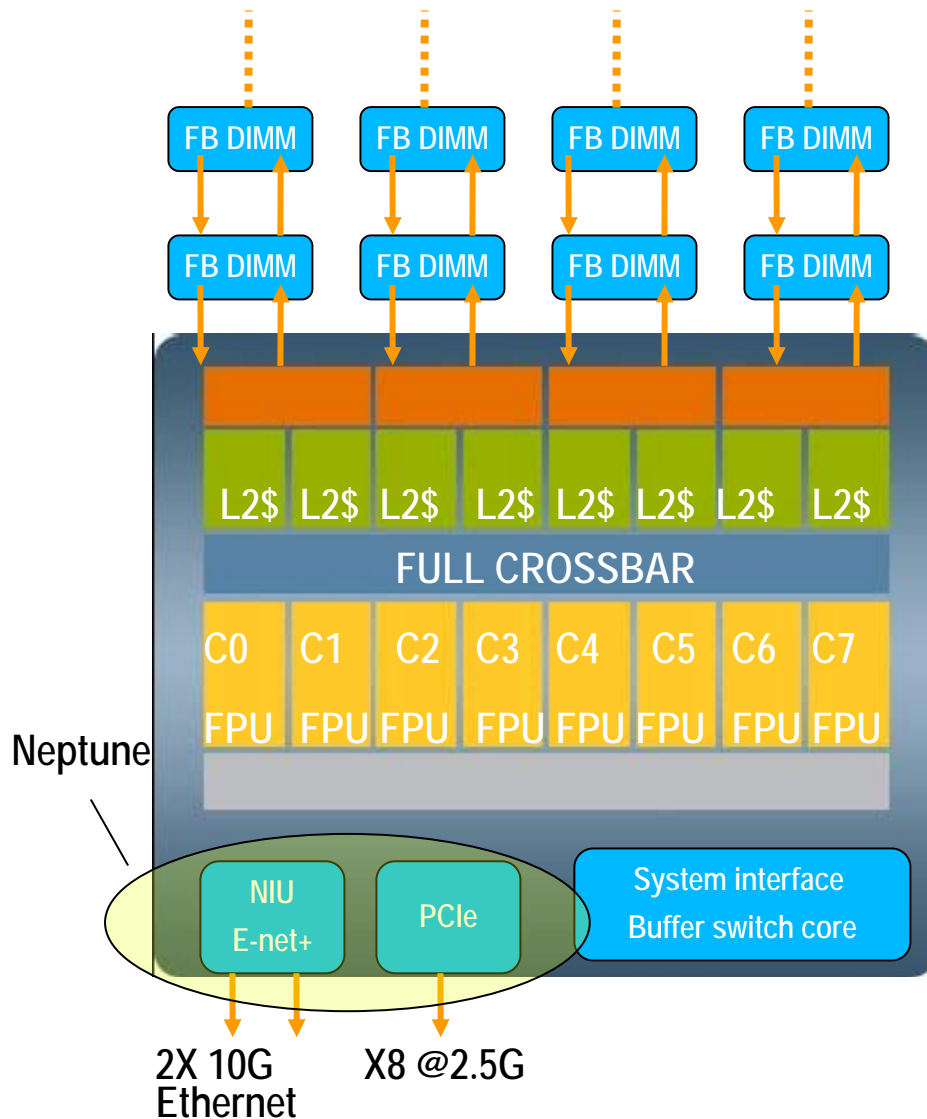 FB DIMM FB DIMM FB DIMM FB DIMM
FB DIMM FB DIMM FB DIMM FB DIMM
L2$ L2$ L2$ L2$ L2$ L2$ L2$ L2$
FULL CROSSBAR
C0 C1 C2 C3 C4 C5 C6 C7
FPU FPU FPU FPU FPU FPU FPU FPU
Neptune
NIU
E-net+
PCIe
System interface
Buffer switch core
2X 10G
Ethernet
X8 @2.5G